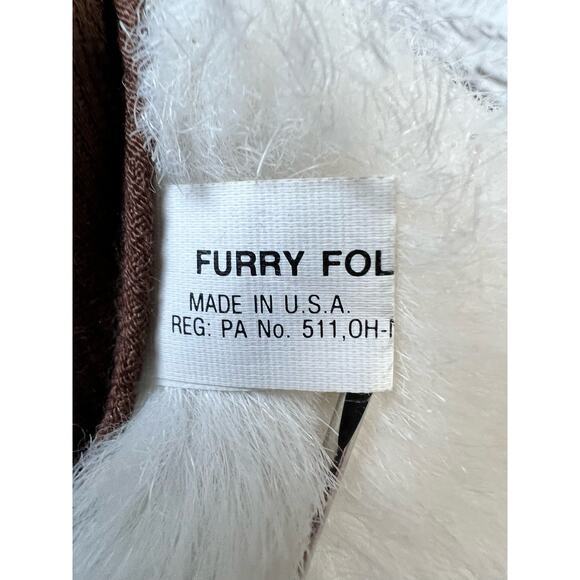 FURRY FOL
MADE IN U.S.A.
REG: PA No. 511,OH-